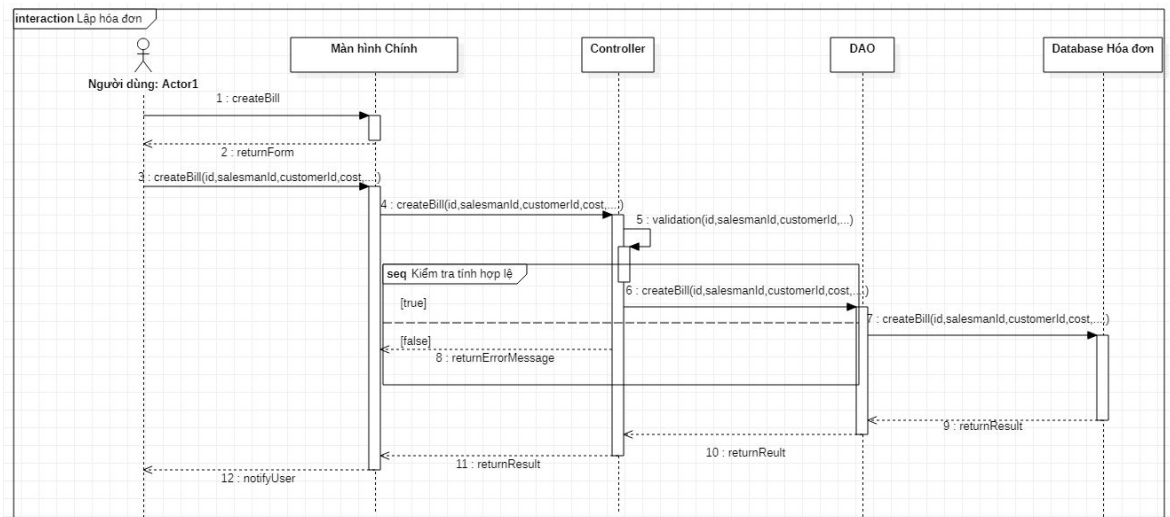 interaction Lập hóa đơn
Màn hình Chính
Controller
DAO
Database Hóa đơn
Người dùng: Actor1
1 : createBill
2 : returnForm
3 : createBill(id,salesmanId,customerId,cost,...)
4 : createBill(id,salesmanId,customerId,cost,...)
5 : validation(id,salesmanId,customerId,...)
seq Kiểm tra tính hợp lệ
6 : createBill(id,salesmanId,customerId,cost,...)
[true]
7 : createBill(id,salesmanId,customerId,cost,...)
[false]
8 : returnErrorMessage
9 : returnResult
10 : returnReult
11 : returnResult
12 : notifyUser